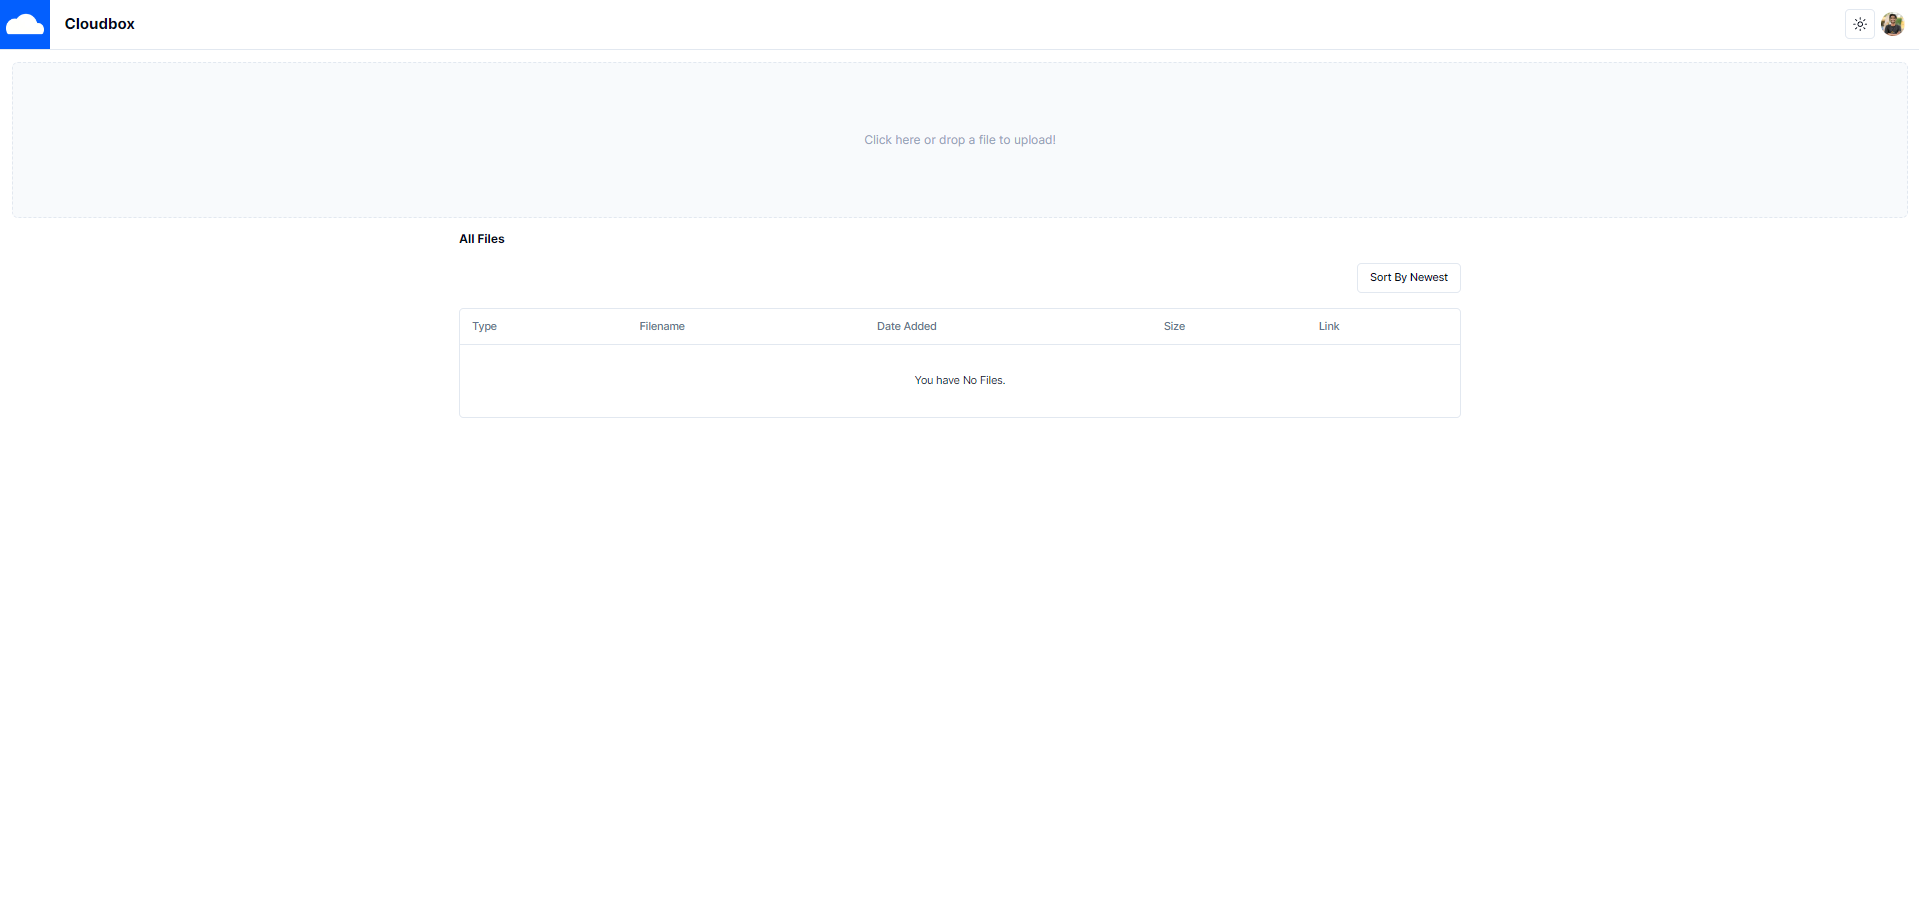 Cloudbox
Click here or drop a file to upload!
All Files
Sort By Newest
Type Filename Date Added Size Link
You have No Files.